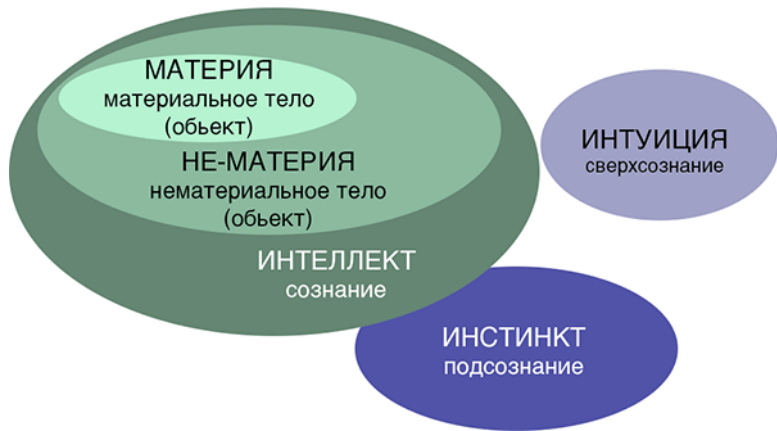 МАТЕРИЯ
материальное тело
(обьект)
НЕ-МАТЕРИЯ
нематериальное тело
(обьект)
ИНТЕЛЛЕКТ
сознание
ИНТУИЦИЯ
сверхсознание
ИНСТИНКТ
подсознание